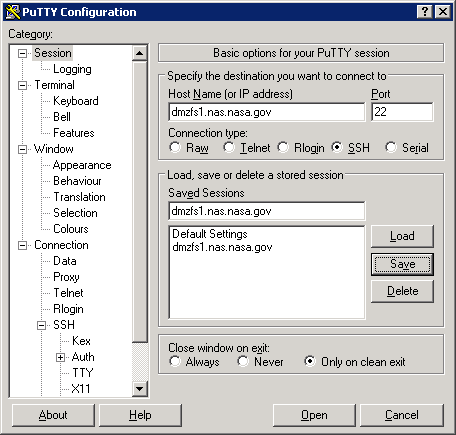 PuTTY Configuration
Category:
Session
Logging
Terminal
Keyboard
Bell
Features
Window
Appearance
Behaviour
Translation
Selection
Colours
Connection
Data
Proxy
Telnet
Rlogin
SSH
Kex
Auth
TTY
X11
Basic options for your PuTTY session
Specify the destination you want to connect to
Host Name (or IP address) Port
dmzfs1.nas.nasa.gov 22
Connection type:
Raw Telnet Rlogin SSH Serial
Load, save or delete a stored session
Saved Sessions
dmzfs1.nas.nasa.gov
Default Settings
dmzfs1.nas.nasa.gov
Load
Save
Delete
Close window on exit:
Always Never Only on clean exit
About Help Open Cancel